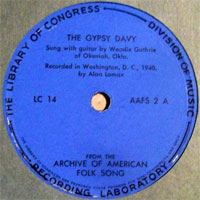 THE LIBRARY OF CONGRESS
DIVISION OF MUSIC
THE GYPSY DAVY
Sung with guitar by Woodie Guthrie
of Okemah, Okla.
Recorded in Washington, D. C., 1940,
by Alan Lomax
LC 14
AAFS 2 A
FROM THE
ARCHIVE OF AMERICAN
FOLK SONG
RECORDING LABORATORY